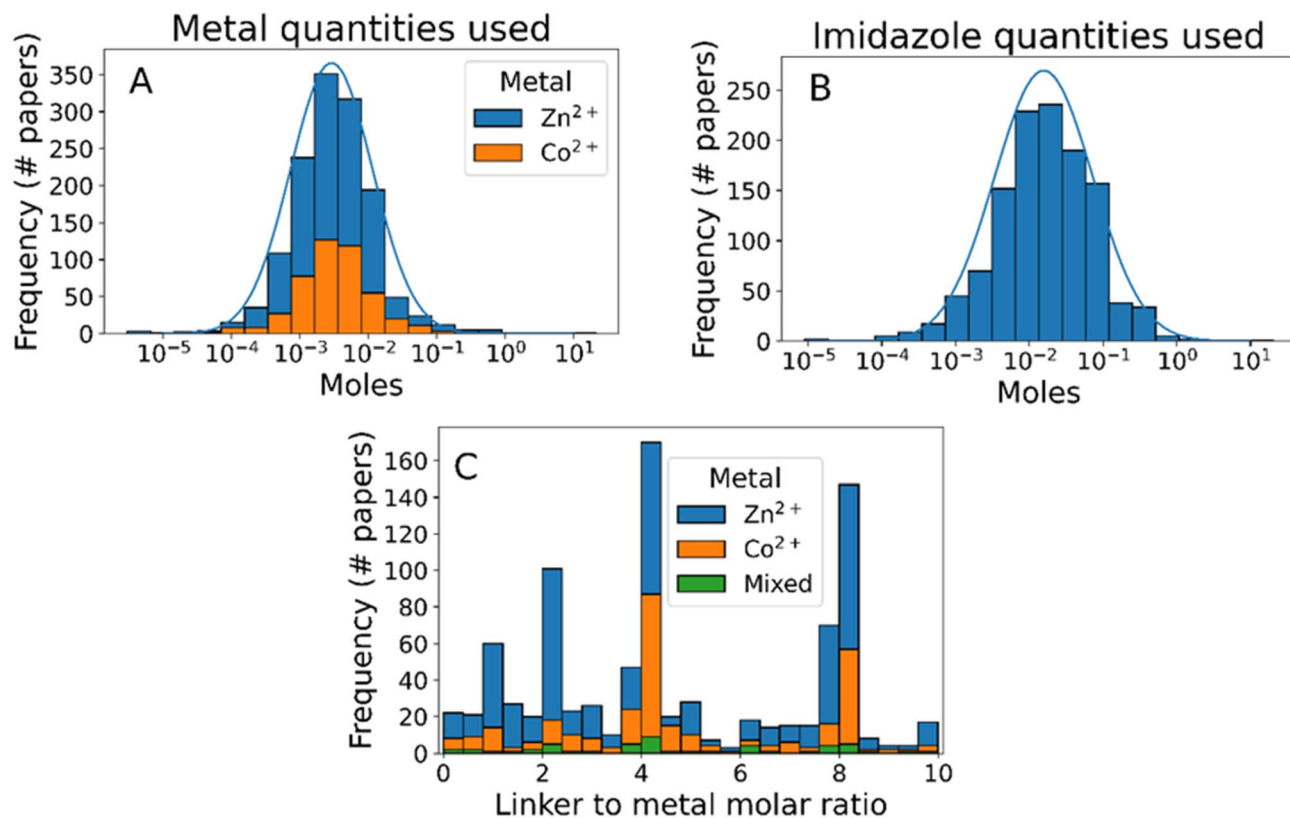 Metal quantities used
A
Metal
Zn²⁺
Co²⁺
Frequency (# papers)
350
300
250
200
150
100
50
0
10⁻⁵ 10⁻⁴ 10⁻³ 10⁻² 10⁻¹ 10⁰ 10¹
Moles
Imidazole quantities used
B
Frequency (# papers)
250
200
150
100
50
0
10⁻⁵ 10⁻⁴ 10⁻³ 10⁻² 10⁻¹ 10⁰ 10¹
Moles
C
Metal
Zn²⁺
Co²⁺
Mixed
Frequency (# papers)
160
140
120
100
80
60
40
20
0
0 2 4 6 8 10
Linker to metal molar ratio